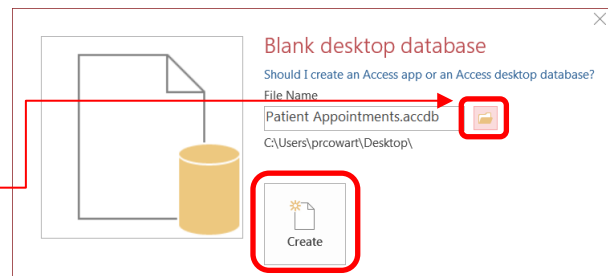 Blank desktop database
Should I create an Access app or an Access desktop database?
File Name
Patient Appointments.accdb
C:\Users\prcowart\Desktop\
Create